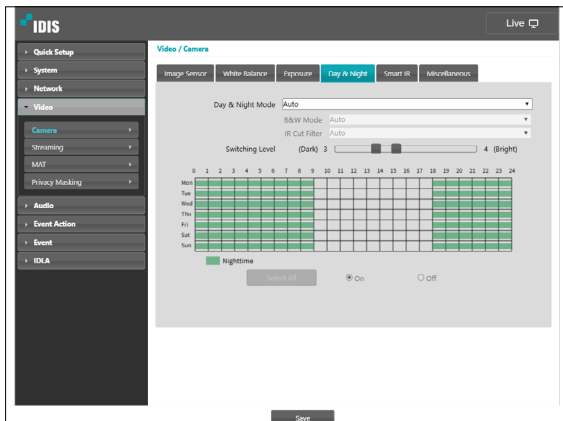 IDIS
Live
Quick Setup
Video / Camera
System
Image Sensor White Balance Exposure Day & Night Smart IR Miscellaneous
Network
Video
Day & Night Mode Auto
Camera
B&W Mode Auto
Streaming
IR Cut Filter Auto
MAT
Switching Level (Dark) 3 4 (Bright)
Privacy Masking
0 1 2 3 4 5 6 7 8 9 10 11 12 13 14 15 16 17 18 19 20 21 22 23 24
Mon
Tue
Wed
Thu
Fri
Sat
Sun
Audio
Event Action
Event
IDLA
Nighttime
Select All On Off
Save